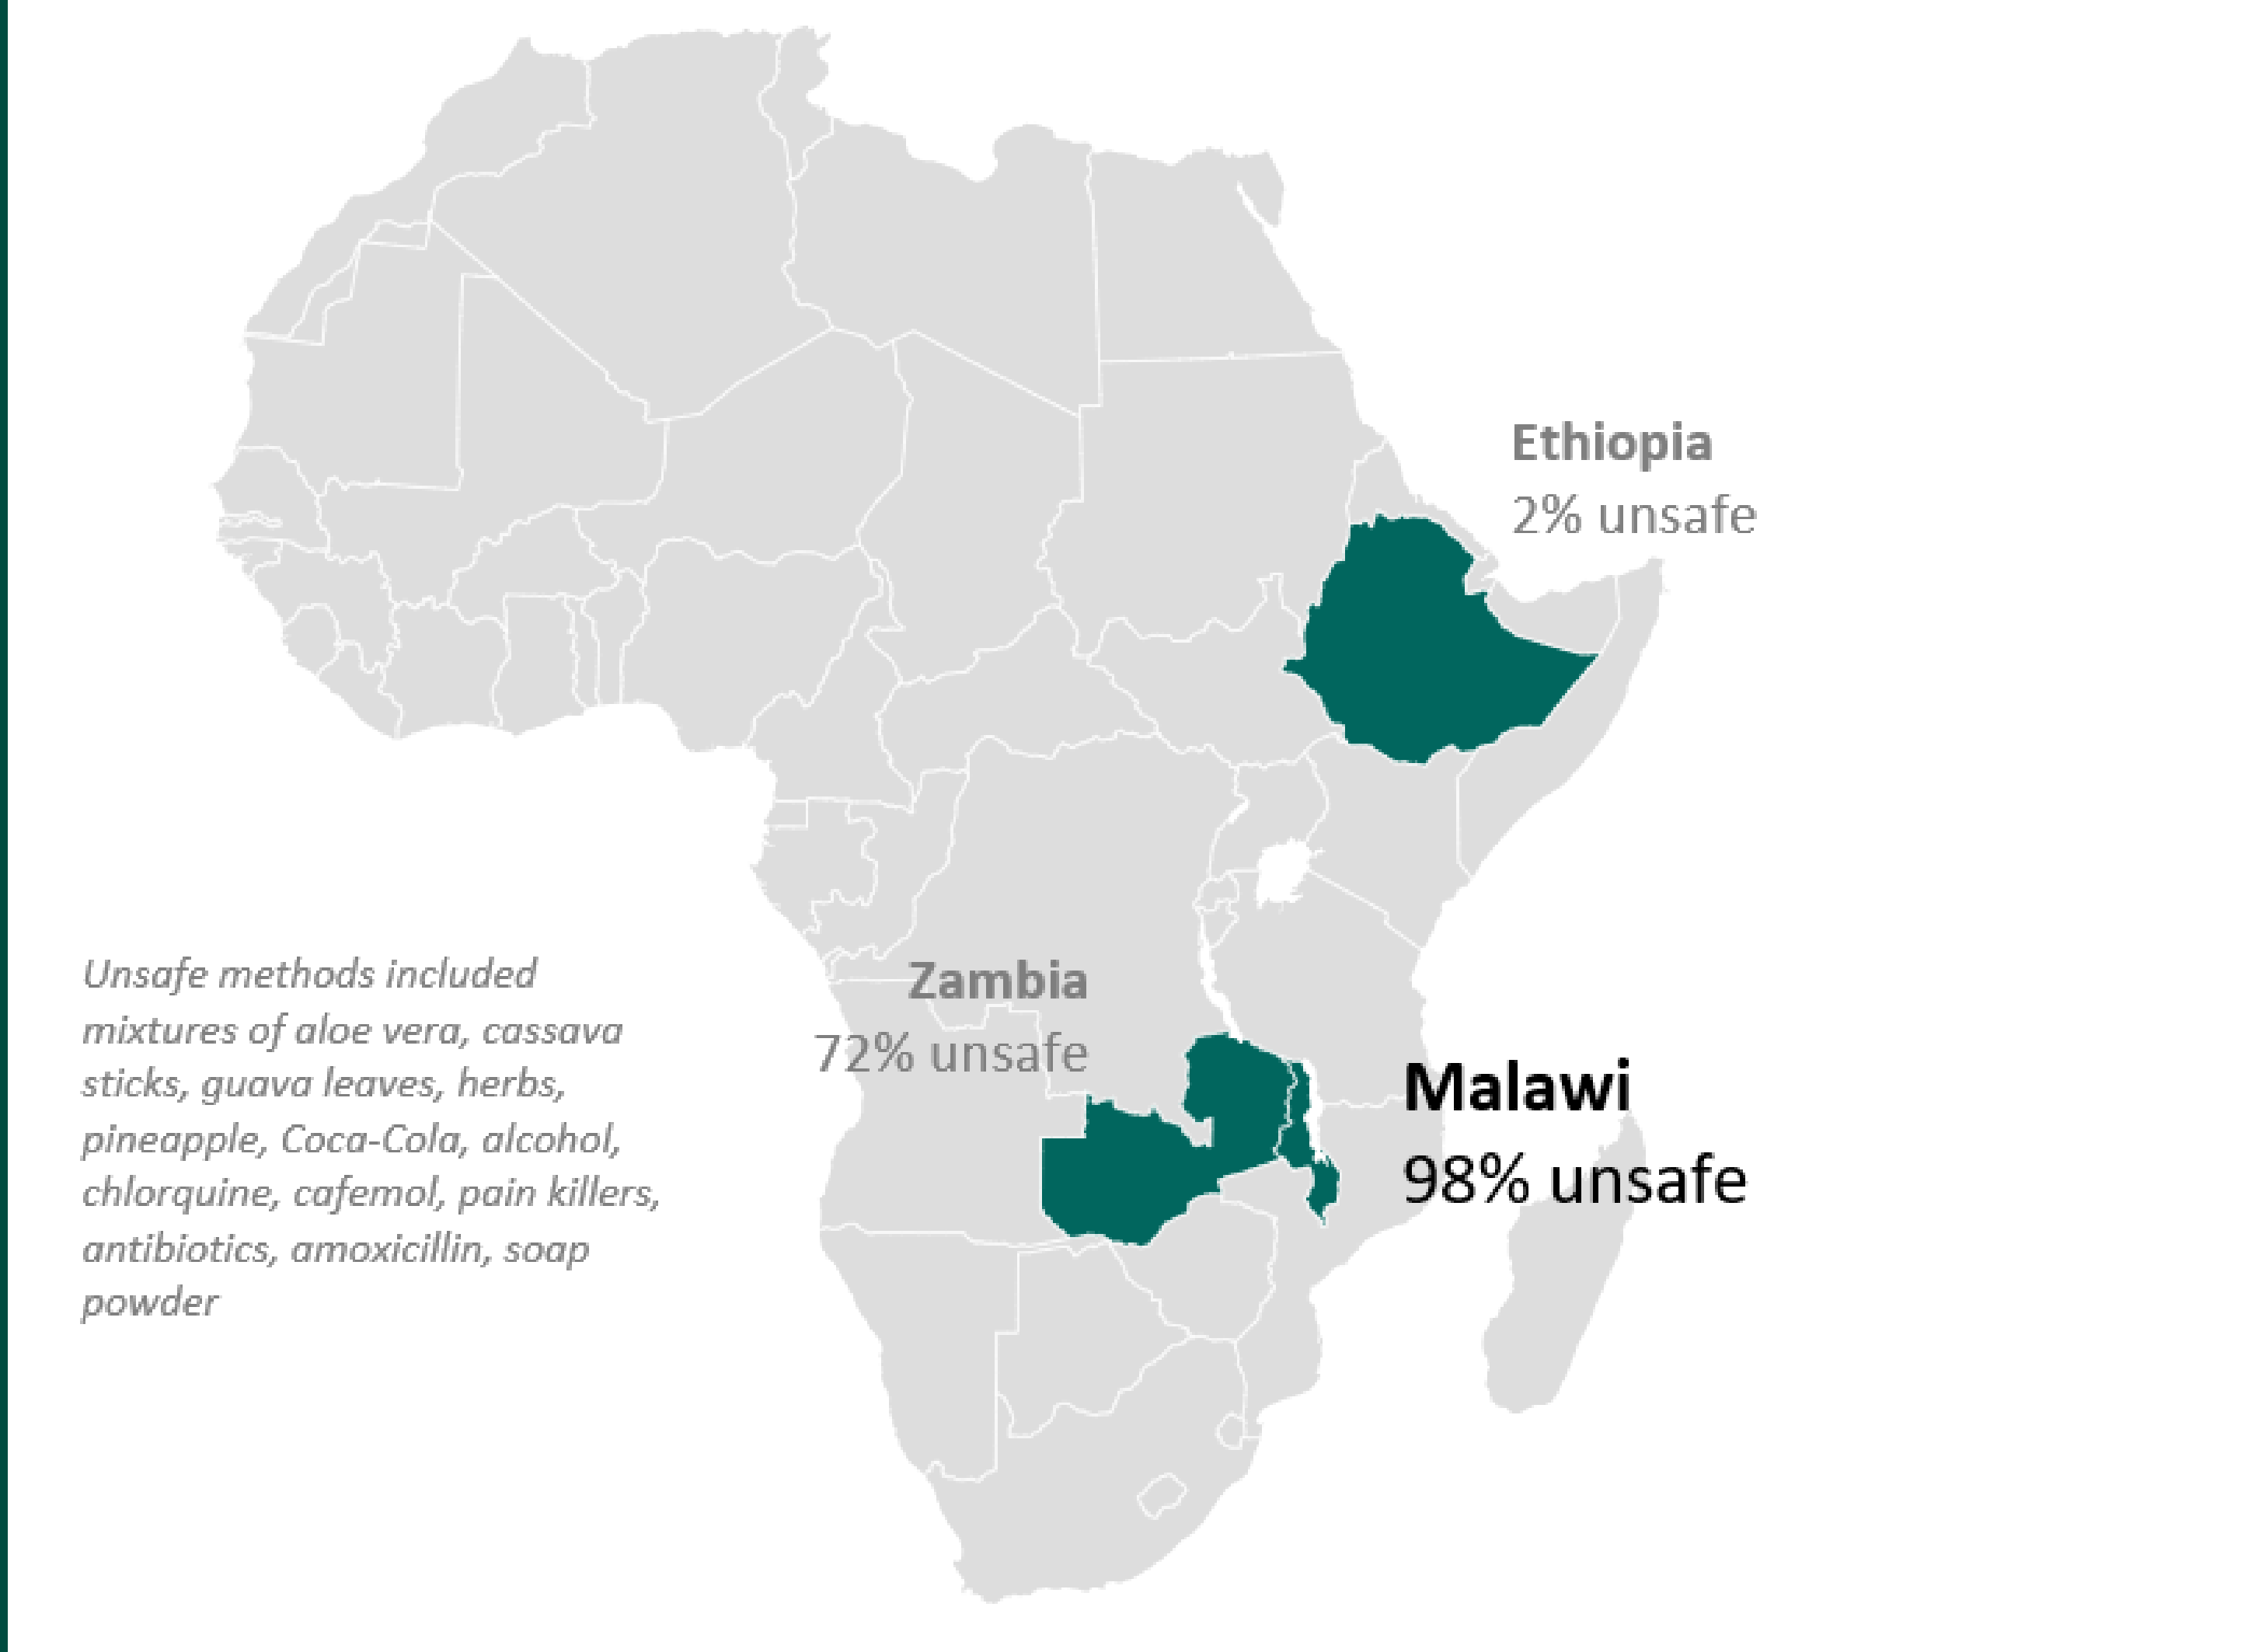 Ethiopia
2% unsafe
Unsafe methods included
mixtures of aloe vera, cassava
sticks, guava leaves, herbs,
pineapple, Coca-Cola, alcohol,
chlorquine, cafemol, pain killers,
antibiotics, amoxicillin, soap
powder
Zambia
72% unsafe
Malawi
98% unsafe